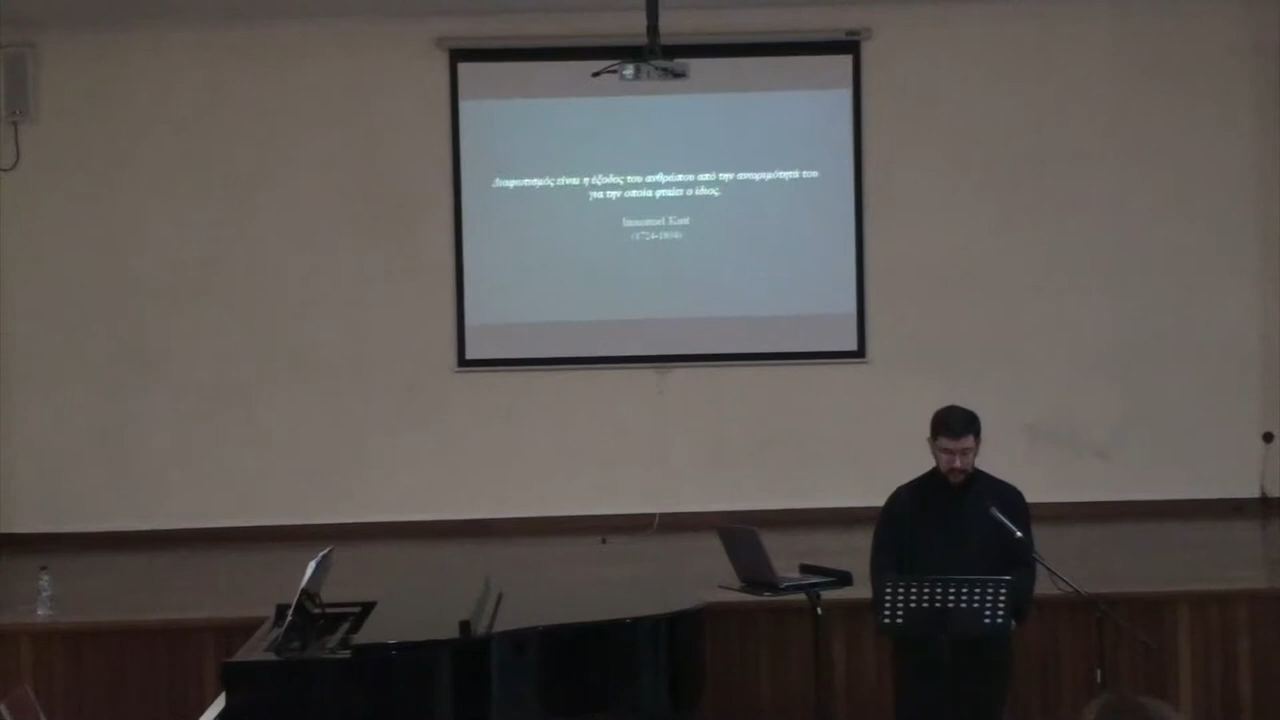 Διαφωτισμός είναι η έξοδος του ανθρώπου από την ανωριμότητά του
για την οποία φταίει ο ίδιος.
Immanuel Kant
(1724-1804)